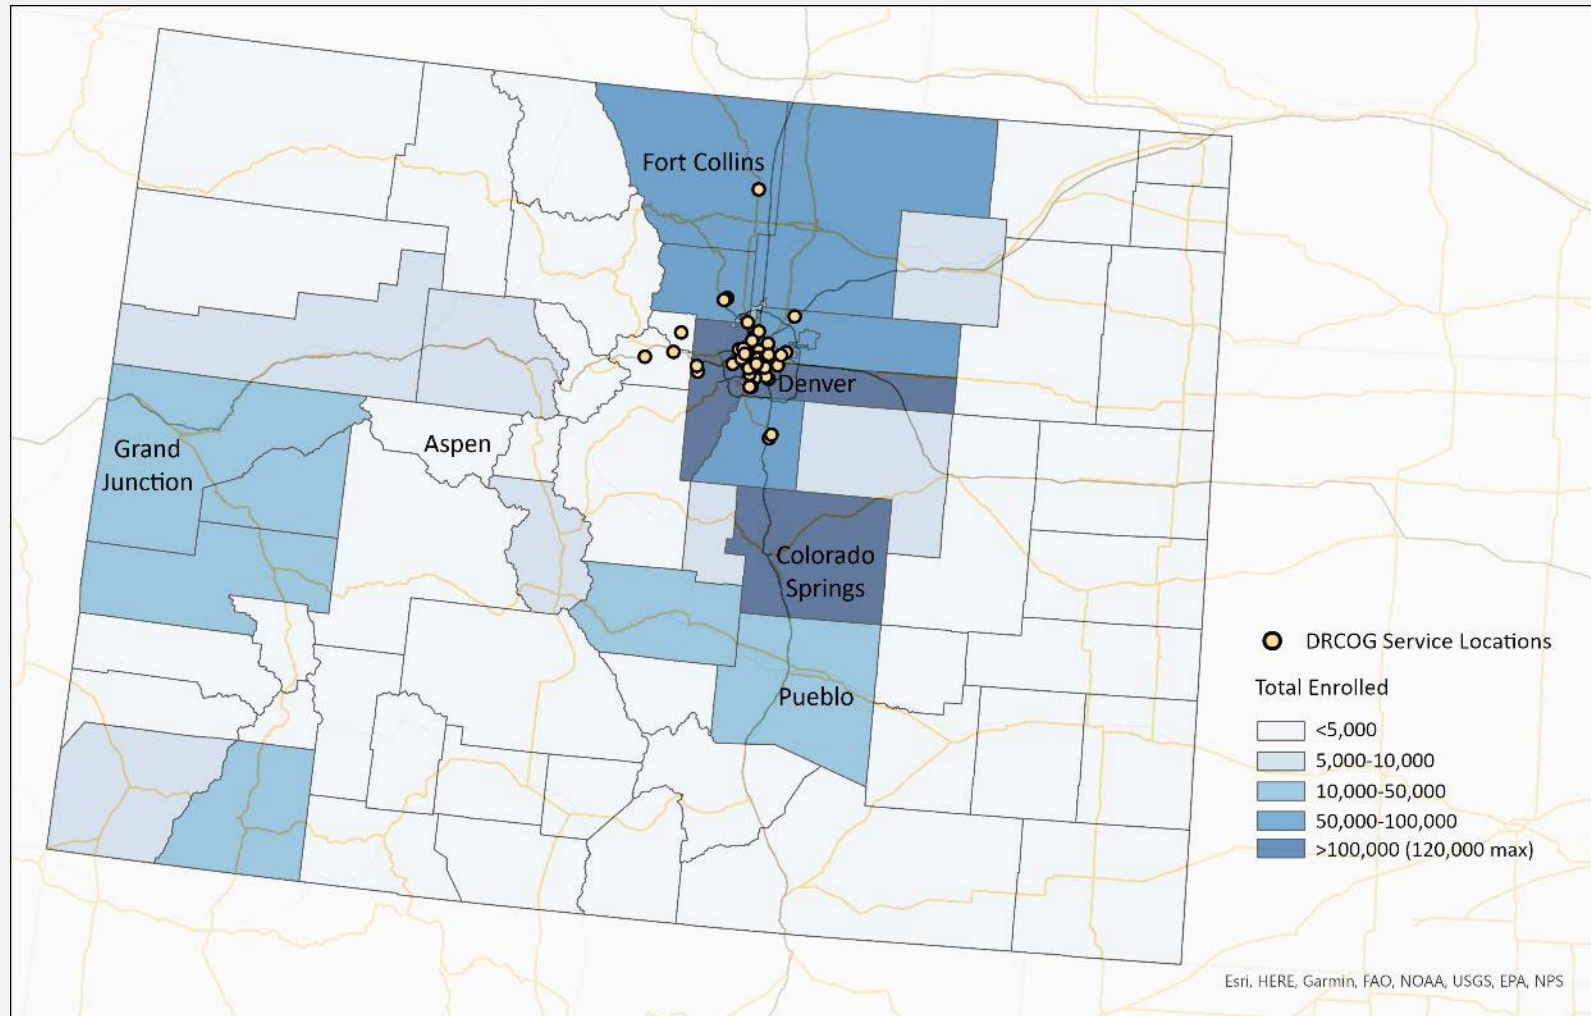 Fort Collins
Denver
Grand
Junction
Aspen
Colorado
Springs
Pueblo
DRCOG Service Locations
Total Enrolled
<5,000
5,000-10,000
10,000-50,000
50,000-100,000
>100,000 (120,000 max)
Esri, HERE, Garmin, FAO, NOAA, USGS, EPA, NPS